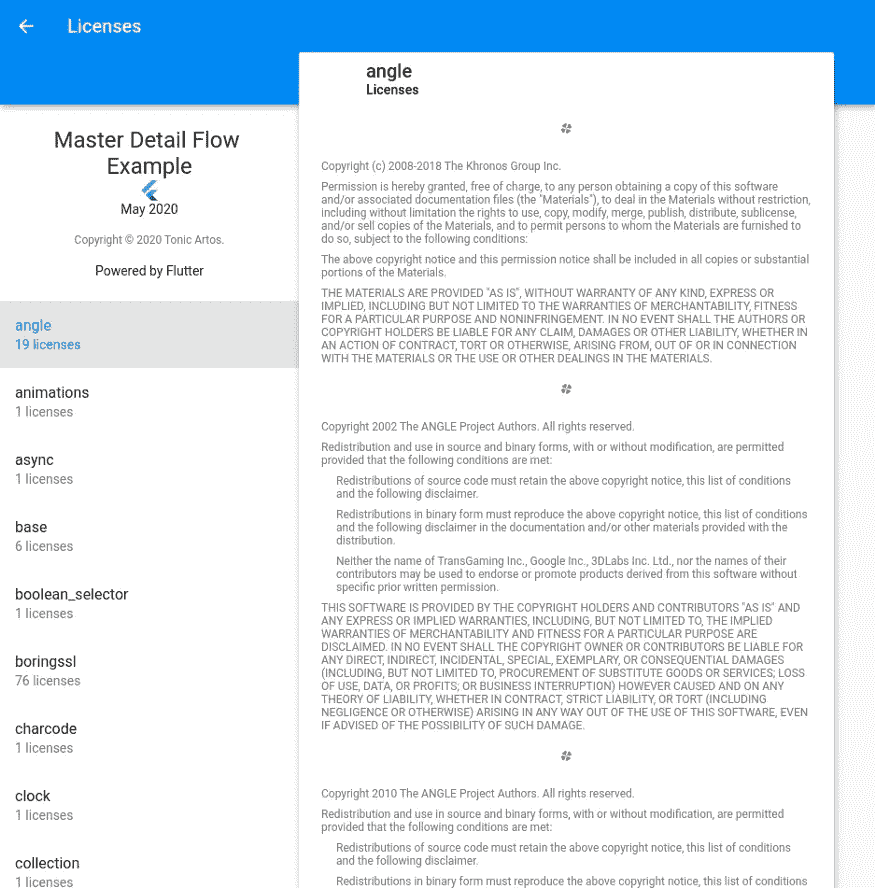 Licenses
Master Detail Flow
Example
May 2020
Copyright © 2020 Tonic Artos.
Powered by Flutter
angle
19 licenses
animations
1 licenses
async
1 licenses
base
6 licenses
boolean_selector
1 licenses
boringssl
76 licenses
charcode
1 licenses
clock
1 licenses
collection
1 licenses
angle
Licenses
Copyright (c) 2008-2018 The Khronos Group Inc.
Permission is hereby granted, free of charge, to any person obtaining a copy of this software
and/or associated documentation files (the "Materials"), to deal in the Materials without restriction,
including without limitation the rights to use, copy, modify, merge, publish, distribute, sublicense,
and/or sell copies of the Materials, and to permit persons to whom the Materials are furnished to
do so, subject to the following conditions:
The above copyright notice and this permission notice shall be included in all copies or substantial
portions of the Materials.
THE MATERIALS ARE PROVIDED "AS IS", WITHOUT WARRANTY OF ANY KIND, EXPRESS OR
IMPLIED, INCLUDING BUT NOT LIMITED TO THE WARRANTIES OF MERCHANTABILITY, FITNESS
FOR A PARTICULAR PURPOSE AND NONINFRINGEMENT. IN NO EVENT SHALL THE AUTHORS OR
COPYRIGHT HOLDERS BE LIABLE FOR ANY CLAIM, DAMAGES OR OTHER LIABILITY, WHETHER IN
AN ACTION OF CONTRACT, TORT OR OTHERWISE, ARISING FROM, OUT OF OR IN CONNECTION
WITH THE MATERIALS OR THE USE OR OTHER DEALINGS IN THE MATERIALS.
Copyright 2002 The ANGLE Project Authors. All rights reserved.
Redistribution and use in source and binary forms, with or without modification, are permitted
provided that the following conditions are met:
Redistributions of source code must retain the above copyright notice, this list of conditions
and the following disclaimer.
Redistributions in binary form must reproduce the above copyright notice, this list of conditions
and the following disclaimer in the documentation and/or other materials provided with the
distribution.
Neither the name of TransGaming Inc., Google Inc., 3DLabs Inc. Ltd., nor the names of their
contributors may be used to endorse or promote products derived from this software without
specific prior written permission.
THIS SOFTWARE IS PROVIDED BY THE COPYRIGHT HOLDERS AND CONTRIBUTORS "AS IS" AND
ANY EXPRESS OR IMPLIED WARRANTIES, INCLUDING, BUT NOT LIMITED TO, THE IMPLIED
WARRANTIES OF MERCHANTABILITY AND FITNESS FOR A PARTICULAR PURPOSE ARE
DISCLAIMED. IN NO EVENT SHALL THE COPYRIGHT OWNER OR CONTRIBUTORS BE LIABLE FOR
ANY DIRECT, INDIRECT, INCIDENTAL, SPECIAL, EXEMPLARY, OR CONSEQUENTIAL DAMAGES
(INCLUDING, BUT NOT LIMITED TO, PROCUREMENT OF SUBSTITUTE GOODS OR SERVICES; LOSS
OF USE, DATA, OR PROFITS; OR BUSINESS INTERRUPTION) HOWEVER CAUSED AND ON ANY
THEORY OF LIABILITY, WHETHER IN CONTRACT, STRICT LIABILITY, OR TORT (INCLUDING
NEGLIGENCE OR OTHERWISE) ARISING IN ANY WAY OUT OF THE USE OF THIS SOFTWARE, EVEN
IF ADVISED OF THE POSSIBILITY OF SUCH DAMAGE.
Copyright 2010 The ANGLE Project Authors. All rights reserved.
Redistribution and use in source and binary forms, with or without modification, are permitted
provided that the following conditions are met:
Redistributions of source code must retain the above copyright notice, this list of conditions
and the following disclaimer.
Redistributions in binary form must reproduce the above copyright notice, this list of conditions